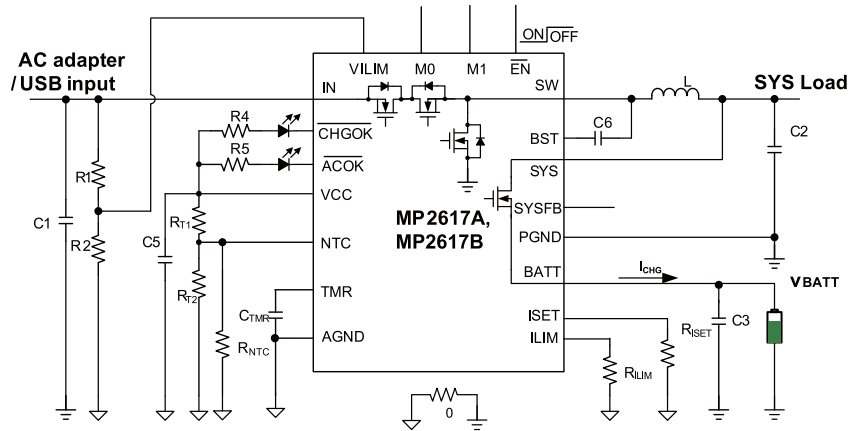 ON OFF
AC adapter
/ USB input
VILIM M0 M1 EN
IN SW L SYS Load
R4 CHGOK
C6 C2
BST
R5 ACOK
SYS
R1 VCC
RT1 MP2617A,
MP2617B
SYSFB
C1 R2 C5 NTC PGND
RT2 BATT ICHG VBATT
TMR
CTMR ISET C3
RNTC AGND ILIM RISET
RILIM
0